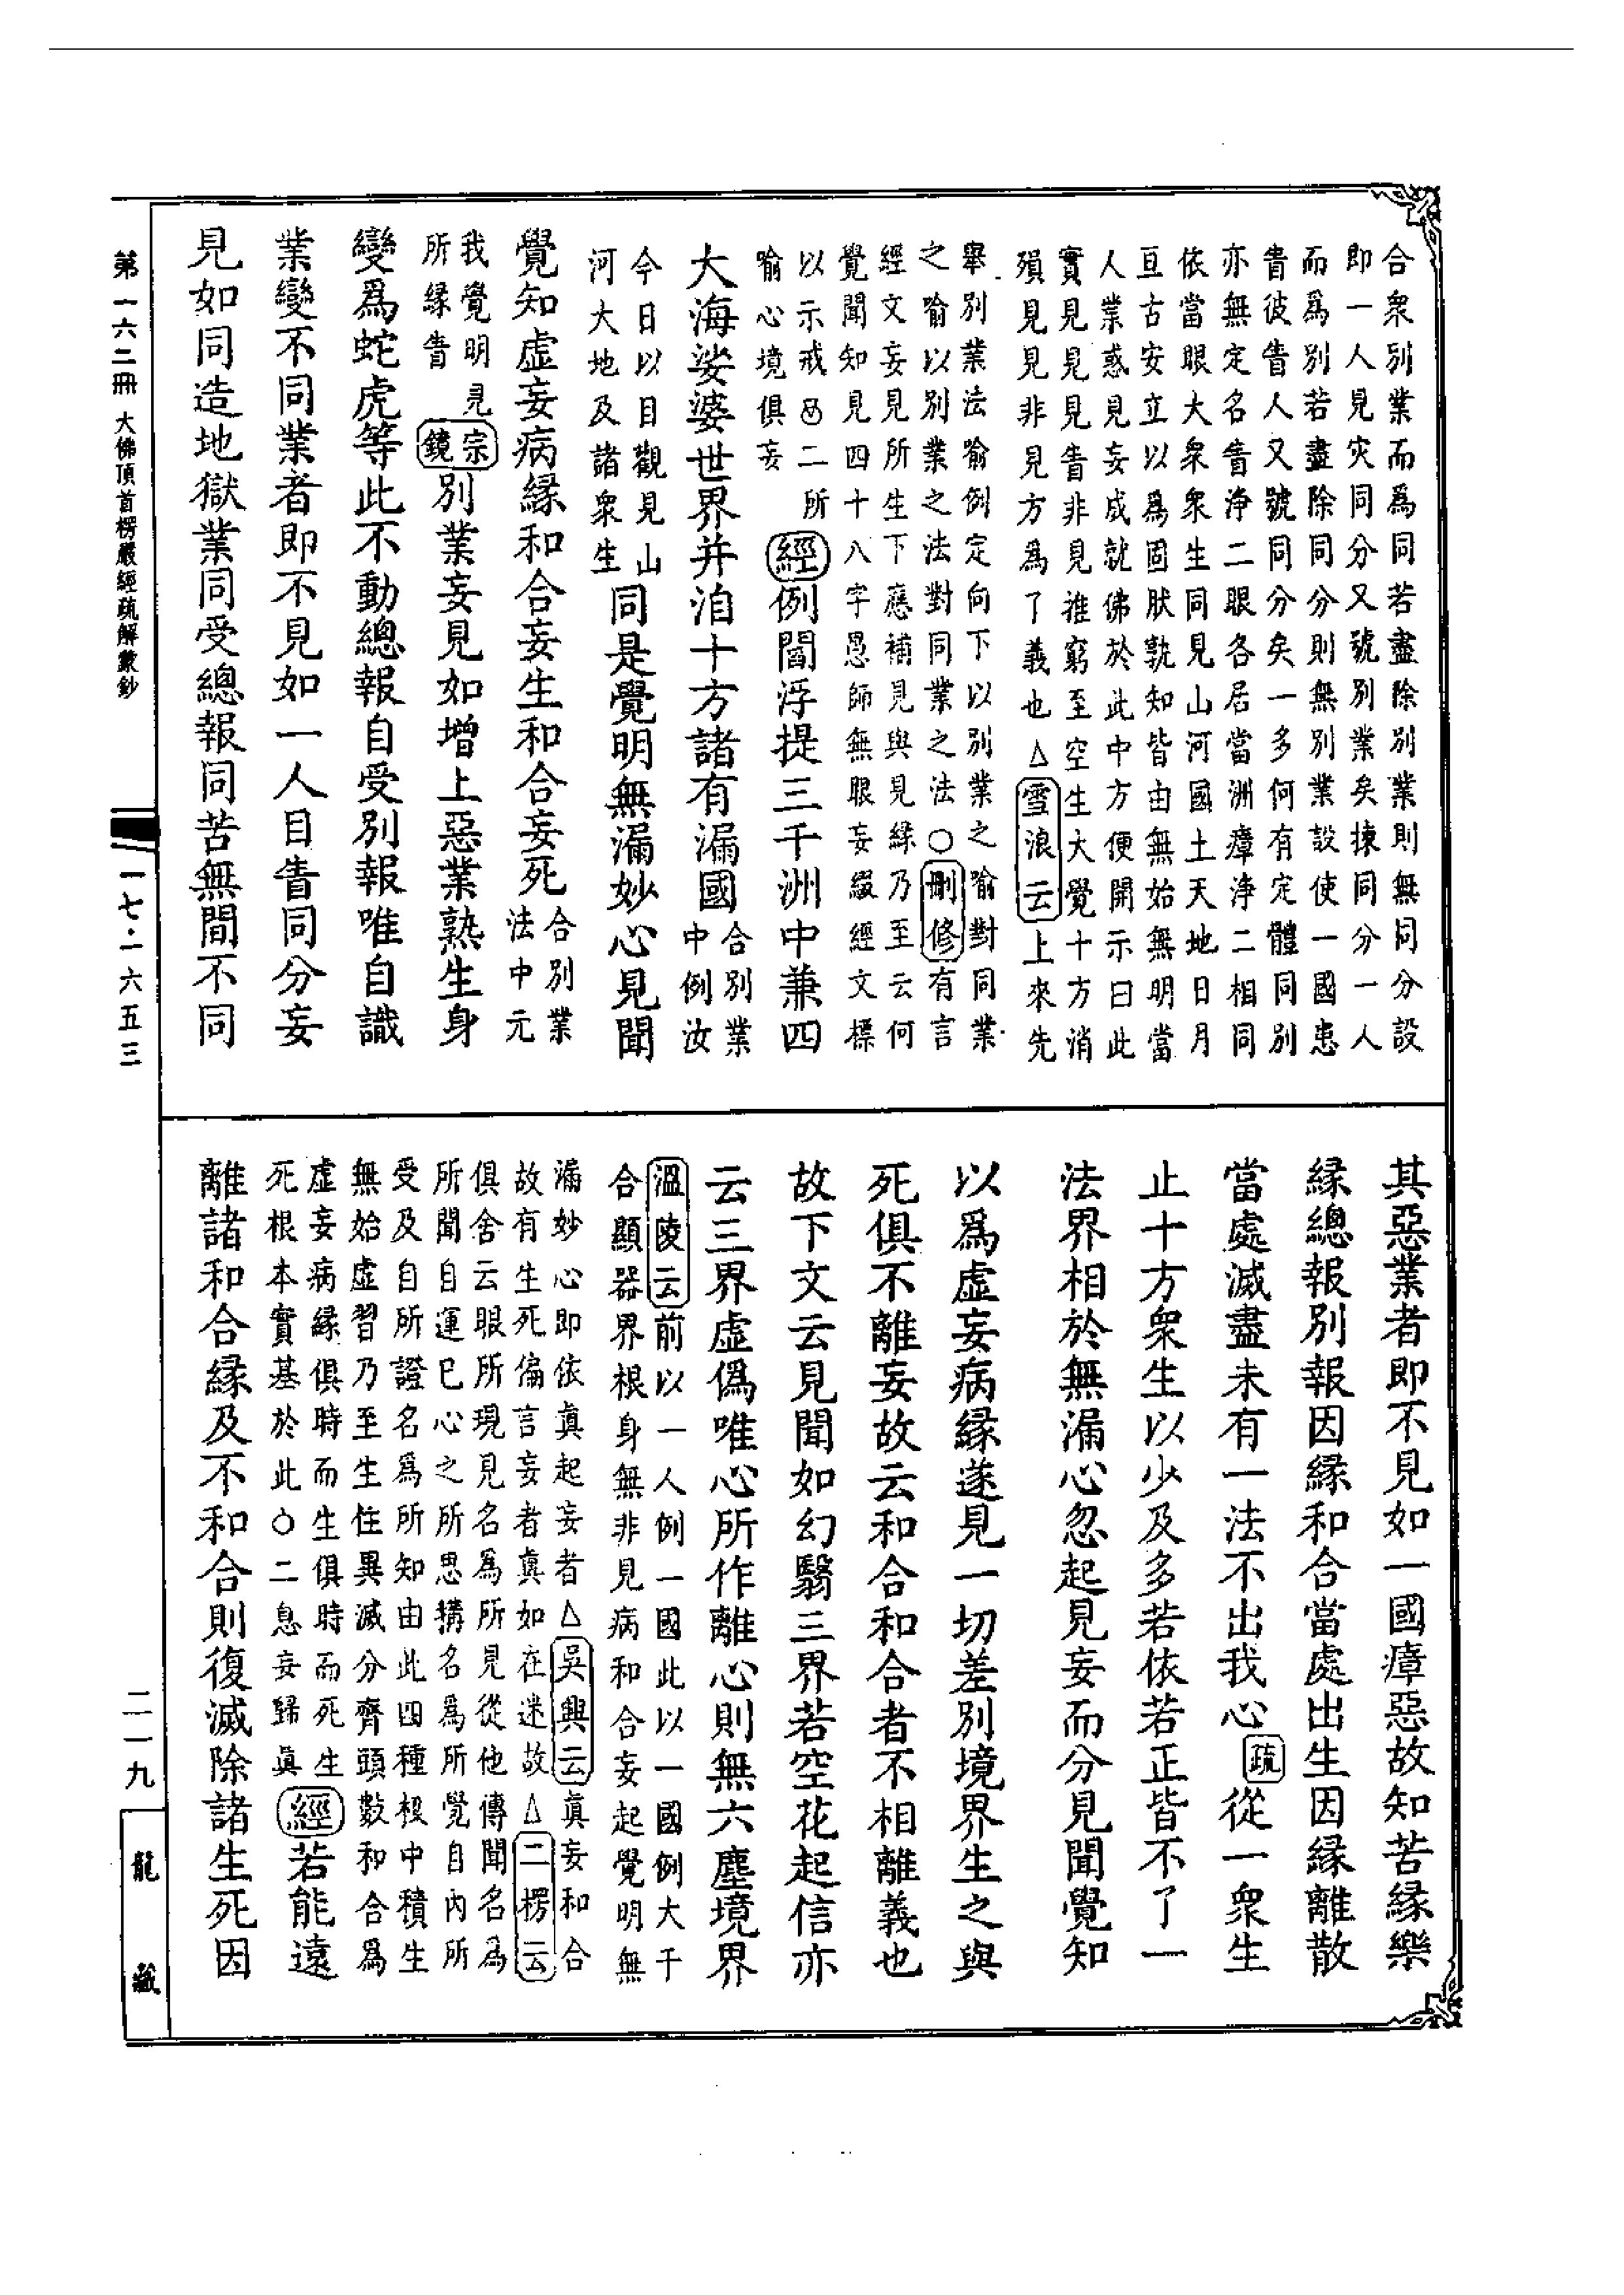 合衆別業而爲同若盡除別業則無同分設
即一人見灾同分又號別業矣揀同分一人
而爲別若盡除同分則無別業設使一國患
眚彼眚人又號同分矣一多何有定體同別
亦無定名眚淨二眼各居當洲瘴淨二相同
依當眼大衆衆生同見山河國土天地日月
亘古安立以爲固肰孰知皆由無始無明當
人業惑見妄成就佛於此中方便開示曰此
實見見見眚非見推窮至空生大覺十方消
殞見見非見方爲了義也△雪浪云上來先
舉別業法喻例定向下以別業之喻對同業
之喻以別業之法對同業之法○刪修有言
經文妄見所生下應補見與見緣乃至云何
覺聞知見四十八字愚師無眼妄綴經文標
以示戒㊁二所
喻心境俱妄
經例閻浮提三千洲中兼四
大海娑婆世界并洎十方諸有漏國合別業
中例汝
今日以目觀見山
河大地及諸衆生
同是覺明無漏妙心見聞
覺知虛妄病緣和合妄生和合妄死合別業
法中元
我覺明見
所緣眚
宗鏡別業妄見如增上惡業熟生身
變爲蛇虎等此不動總報自受別報唯自識
業變不同業者即不見如一人目眚同分妄
見如同造地獄業同受總報同苦無間不同
其惡業者即不見如一國瘴惡故知苦緣樂
緣總報別報因緣和合當處出生因緣離散
當處滅盡未有一法不出我心疏從一衆生
止十方衆生以少及多若依若正皆不了一
法界相於無漏心忽起見妄而分見聞覺知
以爲虛妄病緣遂見一切差別境界生之與
死俱不離妄故云和合和合者不相離義也
故下文云見聞如幻翳三界若空花起信亦
云三界虛僞唯心所作離心則無六塵境界
溫陵云前以一人例一國此以一國例大千
合顯器界根身無非見病和合妄起覺明無
漏妙心即依眞起妄者△吳興云眞妄和合
故有生死偏言妄者眞如在迷故△二楞云
俱舍云眼所現見名爲所見從他傳聞名爲
所聞自運已心之所思搆名爲所覺自內所
受及自所證名爲所知由此四種椴中積生
無始虛習乃至生住異滅分齊頭數和合爲
虛妄病緣俱時而生俱時而死生
死根本實基於此○二息妄歸眞
經若能遠
離諸和合緣及不和合則復滅除諸生死因
第一六二冊 大佛頂首楞嚴經疏解蒙鈔
一七·一六五三
二一九
龍藏